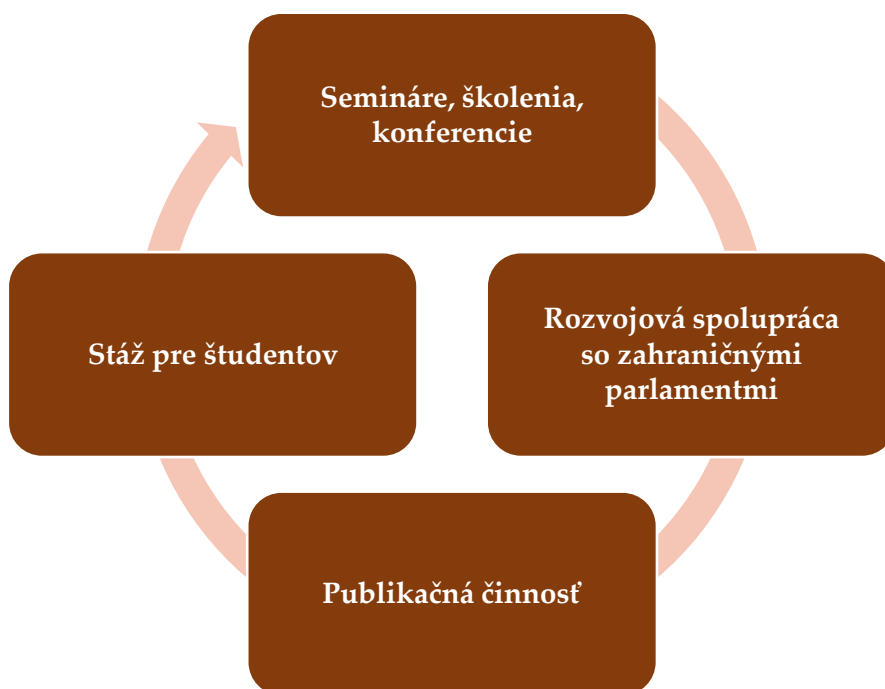 Semináre, školenia,
konferencie
Rozvojová spolupráca
so zahraničnými
parlamentmi
Publikačná činnosť
Stáž pre študentov